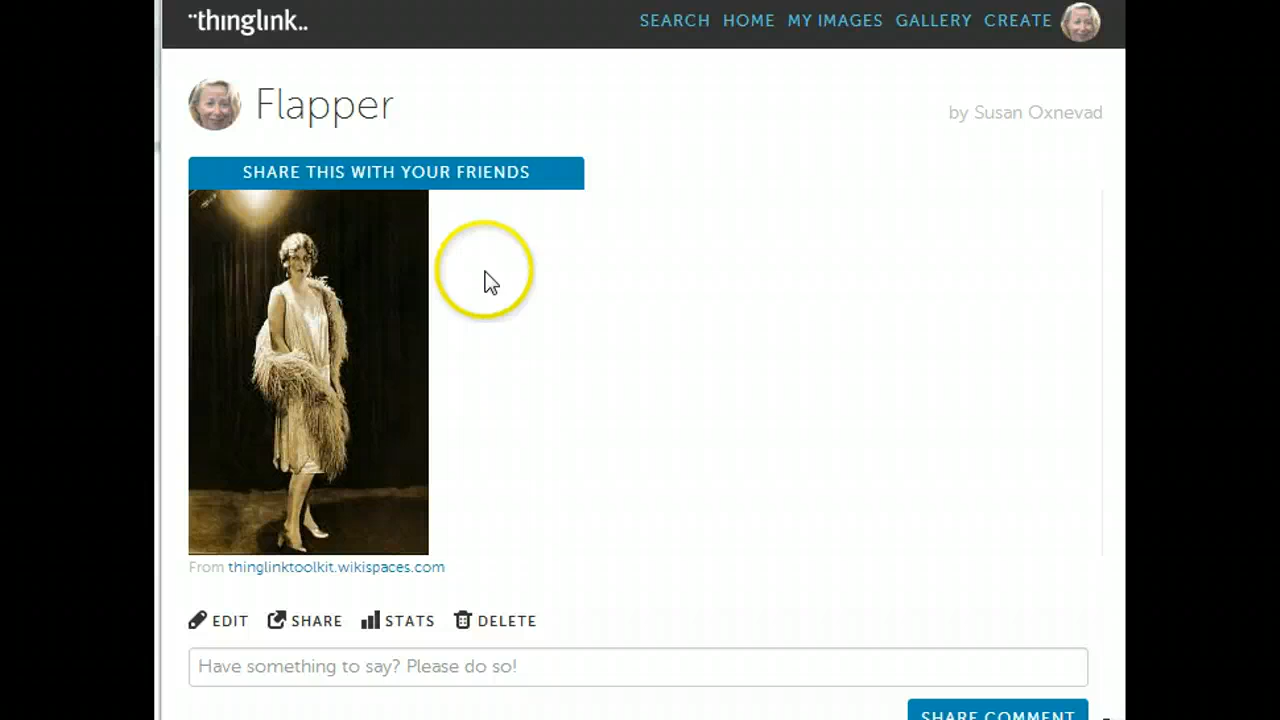 ¨thinglink..
SEARCH HOME MY IMAGES GALLERY CREATE
Flapper
by Susan Oxnevad
SHARE THIS WITH YOUR FRIENDS
From thinglinktoolkit.wikispaces.com
EDIT SHARE STATS DELETE
Have something to say? Please do so!
SHARE COMMENT